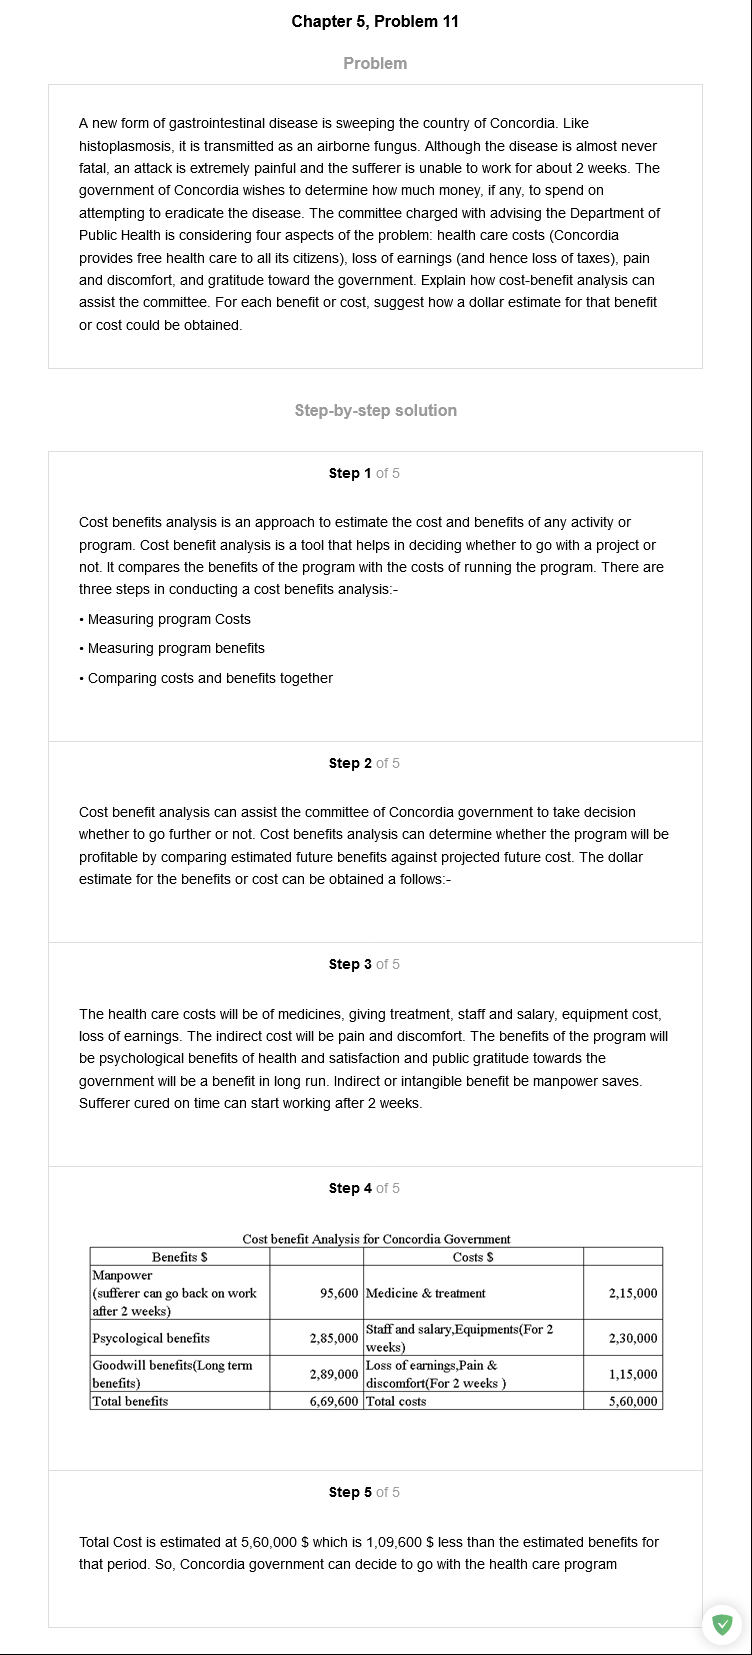 Chapter 5, Problem 11
Problem
A new form of gastrointestinal disease is sweeping the country of Concordia. Like
histoplasmosis, it is transmitted as an airborne fungus. Although the disease is almost never
fatal, an attack is extremely painful and the sufferer is unable to work for about 2 weeks. The
government of Concordia wishes to determine how much money, if any, to spend on
attempting to eradicate the disease. The committee charged with advising the Department of
Public Health is considering four aspects of the problem: health care costs (Concordia
provides free health care to all its citizens), loss of earnings (and hence loss of taxes), pain
and discomfort, and gratitude toward the government. Explain how cost-benefit analysis can
assist the committee. For each benefit or cost, suggest how a dollar estimate for that benefit
or cost could be obtained.
Step-by-step solution
Step 1 of 5
Cost benefits analysis is an approach to estimate the cost and benefits of any activity or
program. Cost benefit analysis is a tool that helps in deciding whether to go with a project or
not. It compares the benefits of the program with the costs of running the program. There are
three steps in conducting a cost benefits analysis:-
• Measuring program Costs
• Measuring program benefits
• Comparing costs and benefits together
Step 2 of 5
Cost benefit analysis can assist the committee of Concordia government to take decision
whether to go further or not. Cost benefits analysis can determine whether the program will be
profitable by comparing estimated future benefits against projected future cost. The dollar
estimate for the benefits or cost can be obtained a follows:-
Step 3 of 5
The health care costs will be of medicines, giving treatment, staff and salary, equipment cost,
loss of earnings. The indirect cost will be pain and discomfort. The benefits of the program will
be psychological benefits of health and satisfaction and public gratitude towards the
government will be a benefit in long run. Indirect or intangible benefit be manpower saves.
Sufferer cured on time can start working after 2 weeks.
Step 4 of 5
Cost benefit Analysis for Concordia Government
Benefits $ Costs $
Manpower
(sufferer can go back on work 95,600 Medicine & treatment 2,15,000
after 2 weeks)
Psycological benefits 2,85,000 Staff and salary,Equipments(For 2 2,30,000
weeks)
Goodwill benefits(Long term 2,89,000 Loss of earnings,Pain & 1,15,000
benefits) discomfort(For 2 weeks )
Total benefits 6,69,600 Total costs 5,60,000
Step 5 of 5
Total Cost is estimated at 5,60,000 $ which is 1,09,600 $ less than the estimated benefits for
that period. So, Concordia government can decide to go with the health care program